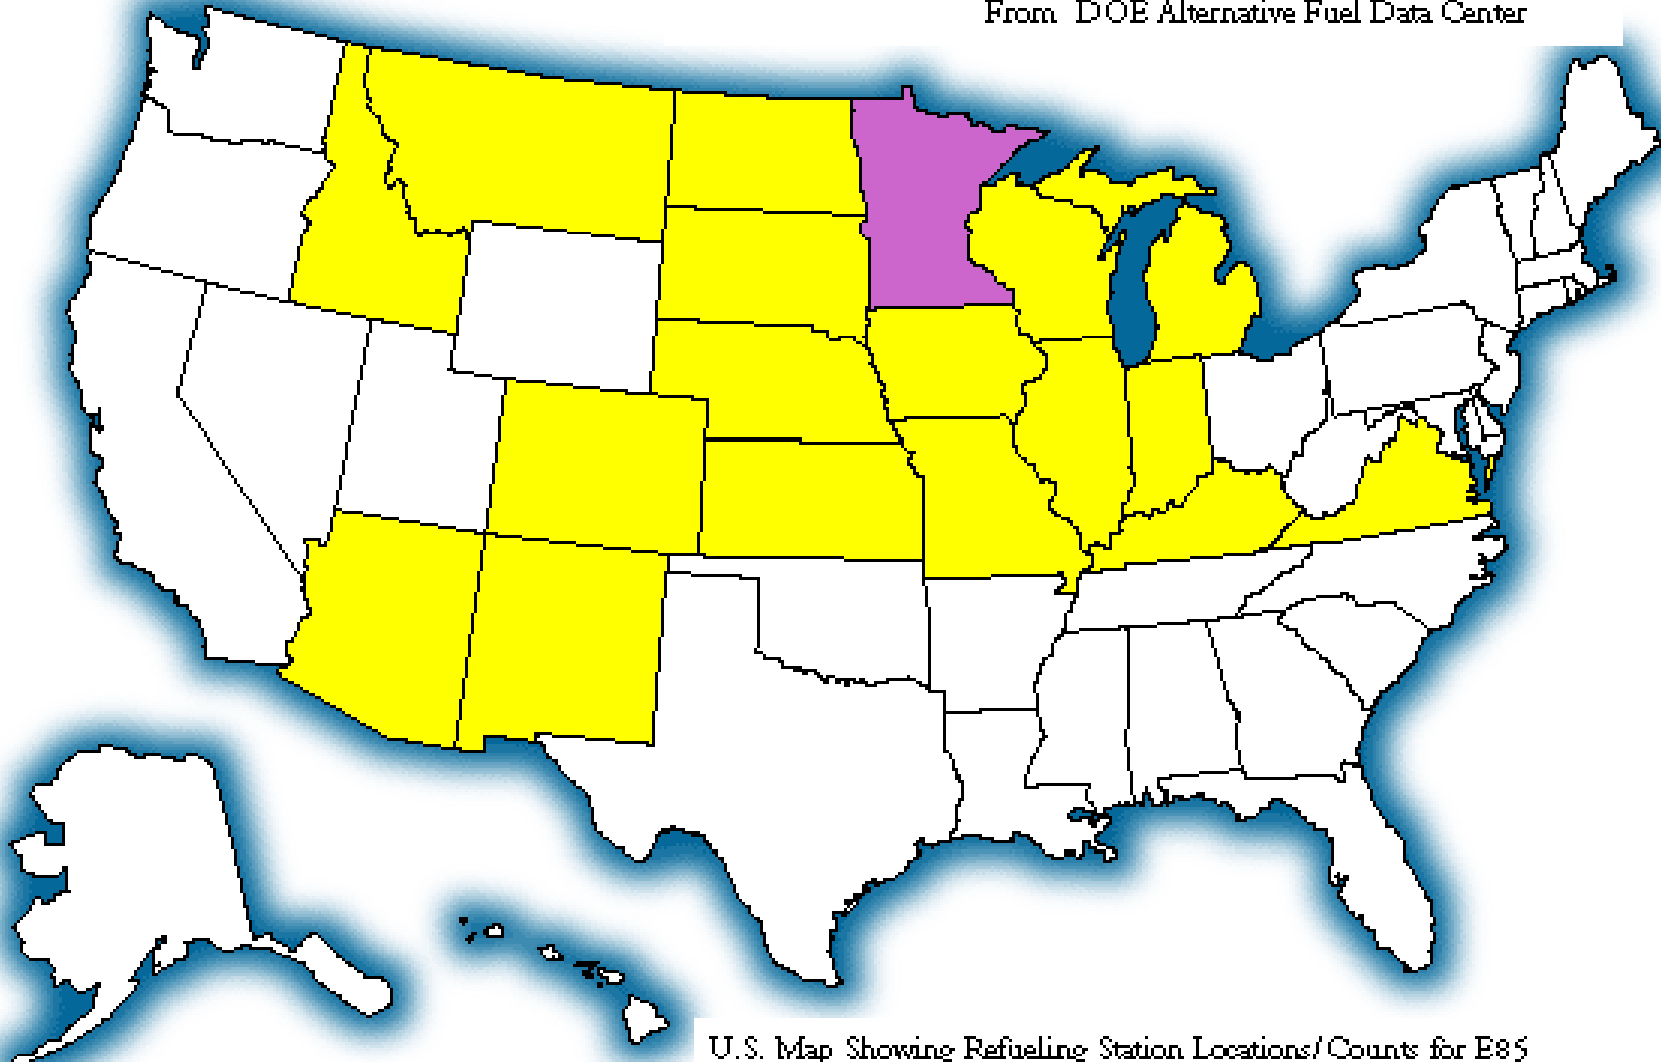 From DOE Alternative Fuel Data Center
U.S. Map Showing Refueling Station Locations/Counts for E85